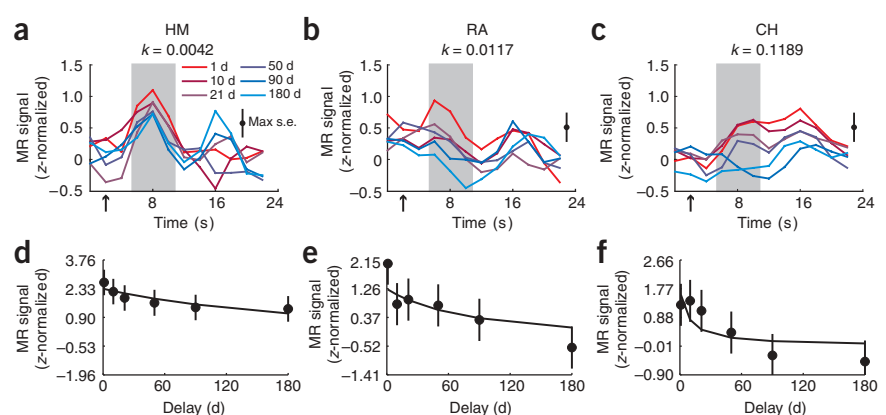 a HM
k = 0.0042
MR signal
(z-normalized)
1.5
1.0
0.5
0
−0.5
1 d 50 d
10 d 90 d
21 d 180 d
Max s.e.
0 8 16 24
Time (s)
b RA
k = 0.0117
MR signal
(z-normalized)
1.5
1.0
0.5
0
−0.5
0 8 16 24
Time (s)
c CH
k = 0.1189
MR signal
(z-normalized)
1.5
1.0
0.5
0
−0.5
0 8 16 24
Time (s)
d
MR signal
(z-normalized)
3.76
2.33
0.90
−0.53
−1.96
0 60 120 180
Delay (d)
e
MR signal
(z-normalized)
2.15
1.26
0.37
−0.52
−1.41
0 60 120 180
Delay (d)
f
MR signal
(z-normalized)
2.66
1.77
0.88
−0.01
−0.90
0 60 120 180
Delay (d)